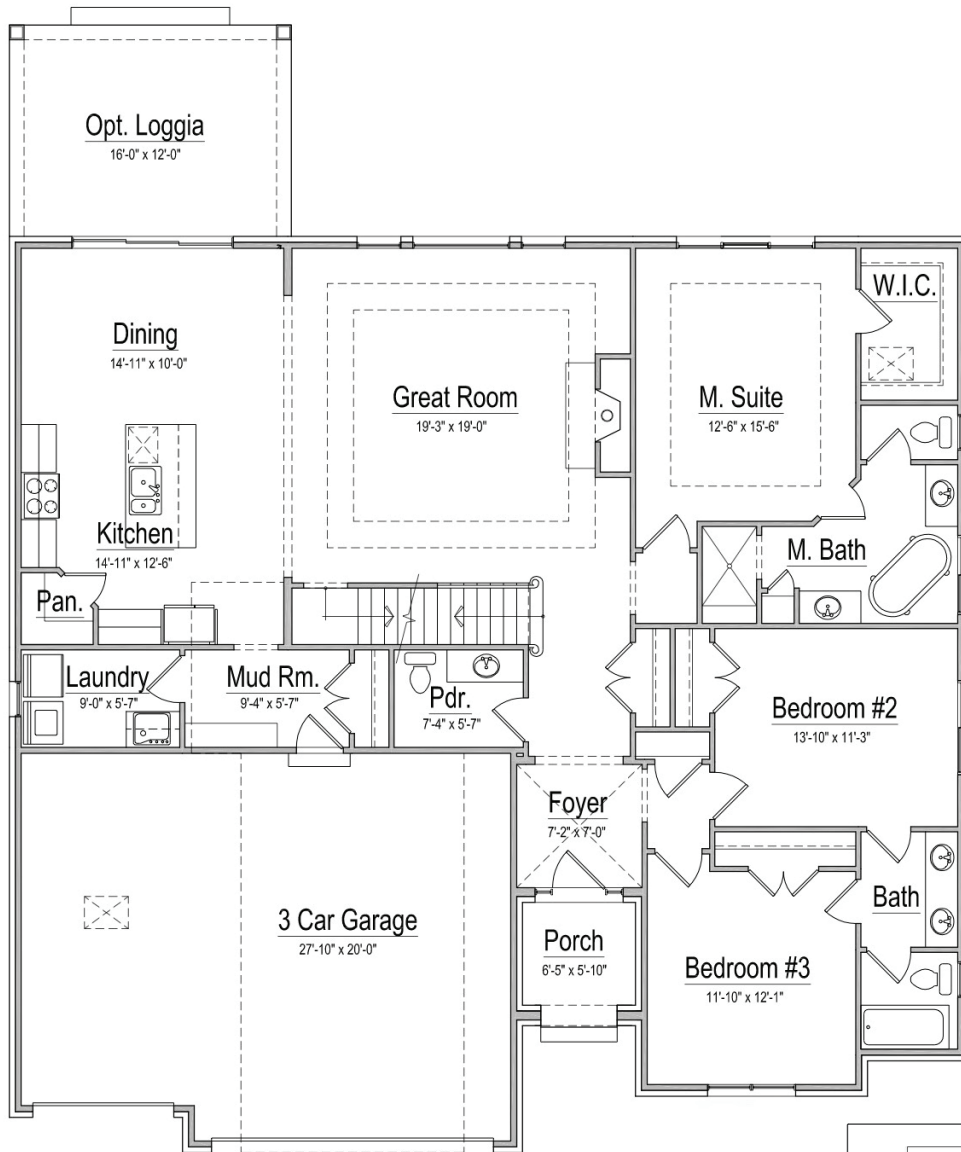 Opt. Loggia
16'-0" x 12'-0"
Dining
14'-11" x 10'-0"
Great Room
19'-3" x 19'-0"
M. Suite
12'-6" x 15'-6"
W.I.C.
Kitchen
14'-11" x 12'-6"
M. Bath
Pan.
Laundry
9'-0" x 5'-7"
Mud Rm.
9'-4" x 5'-7"
Pdr.
7'-4" x 5'-7"
Bedroom #2
13'-10" x 11'-3"
Foyer
7'-2" x 7'-0"
3 Car Garage
27'-10" x 20'-0"
Porch
6'-5" x 5'-10"
Bath
Bedroom #3
11'-10" x 12'-1"